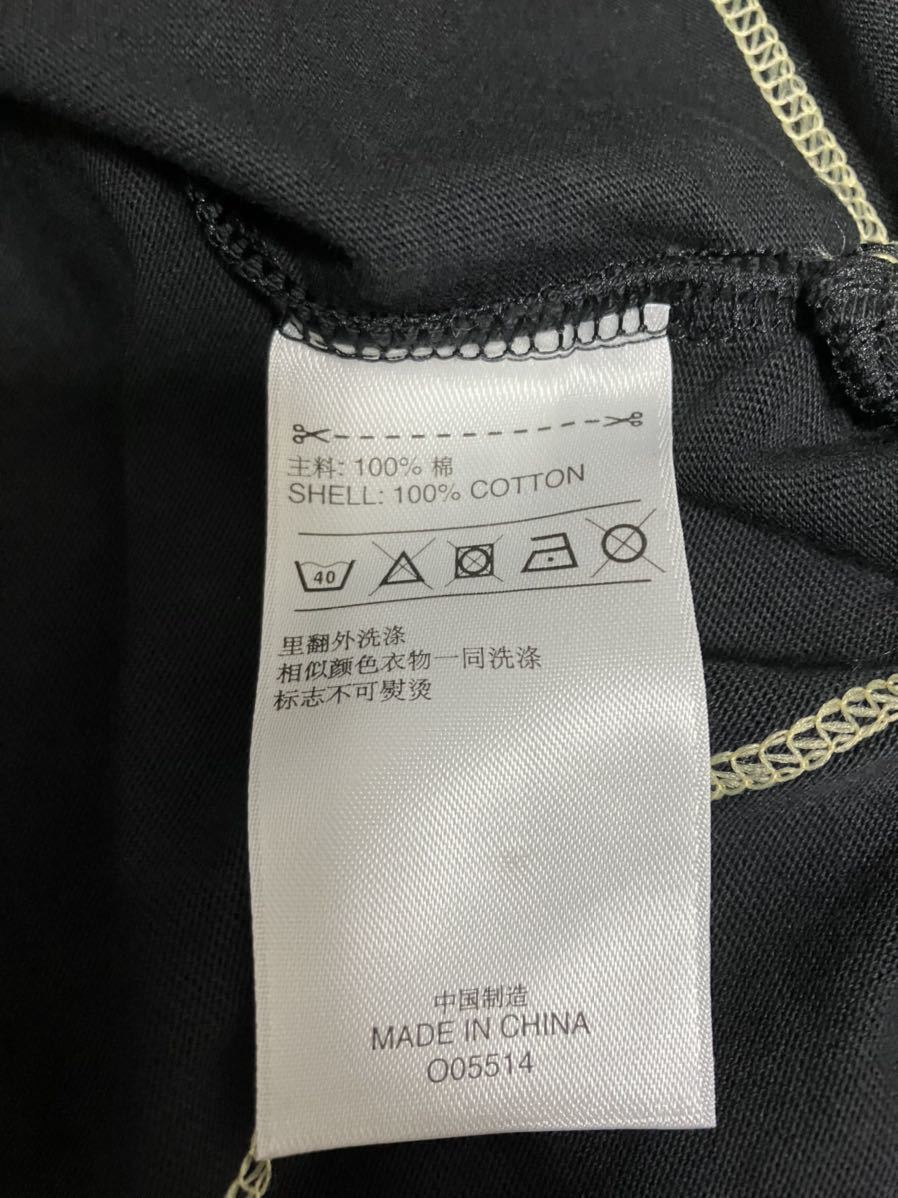 主料: 100% 棉
SHELL: 100% COTTON
40
里翻外洗涤
相似颜色衣物一同洗涤
标志不可熨烫
中国制造
MADE IN CHINA
O05514